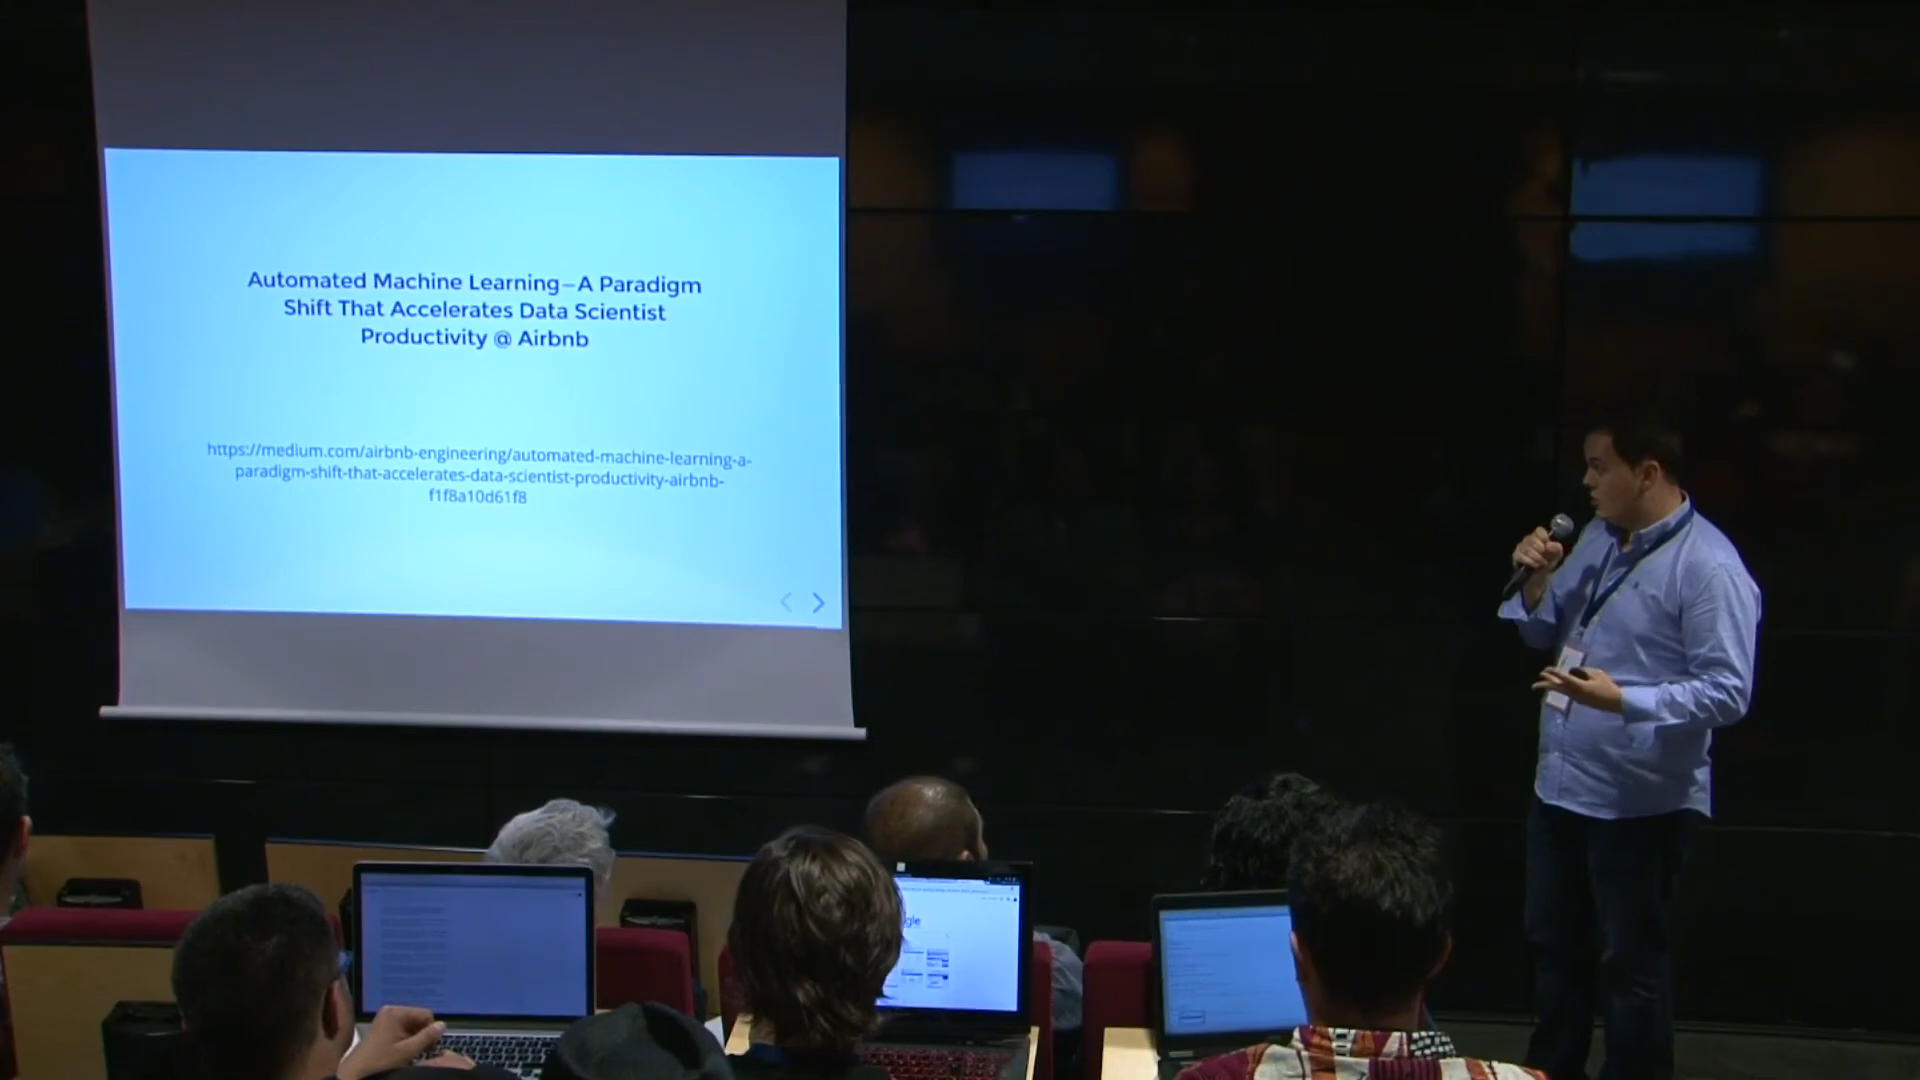 Automated Machine Learning—A Paradigm
Shift That Accelerates Data Scientist
Productivity @ Airbnb
https://medium.com/airbnb-engineering/automated-machine-learning-a-
paradigm-shift-that-accelerates-data-scientist-productivity-airbnb-
f1f8a10d61f8
gle